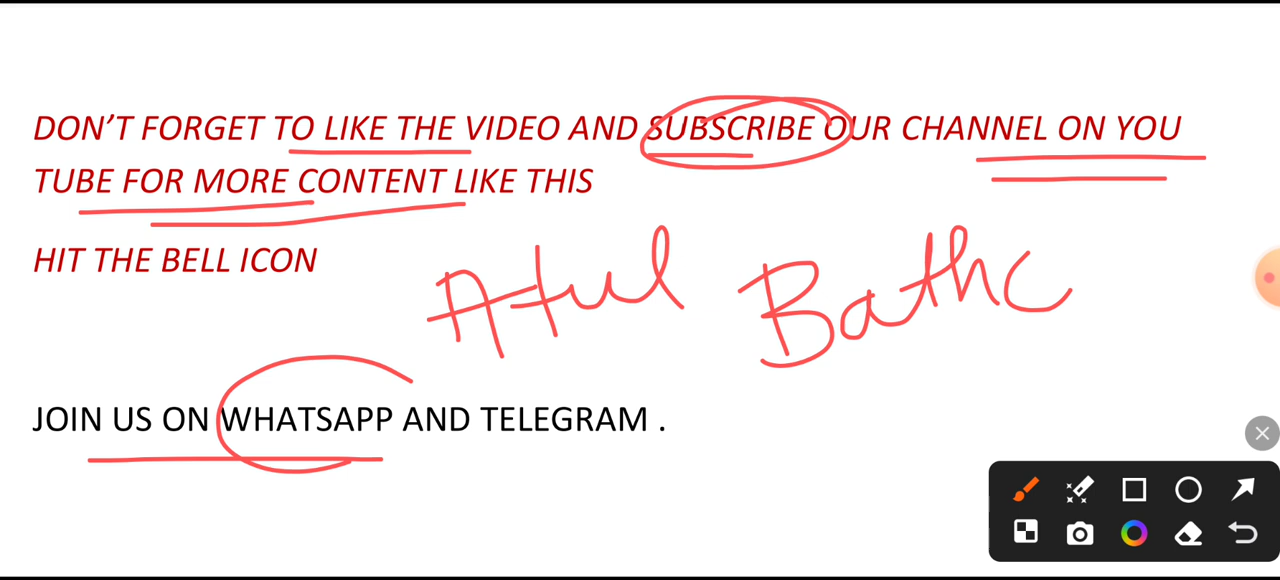 DON'T FORGET TO LIKE THE VIDEO AND SUBSCRIBE OUR CHANNEL ON YOU
TUBE FOR MORE CONTENT LIKE THIS
HIT THE BELL ICON
Atul Bathc
JOIN US ON WHATSAPP AND TELEGRAM .